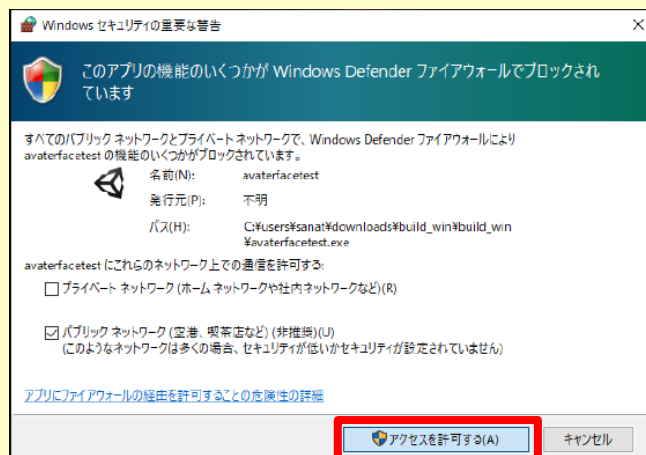 Windows セキュリティの重要な警告
このアプリの機能のいくつかが Windows Defender ファイアウォールでブロックされ
ています
すべてのパブリック ネットワークとプライベート ネットワークで、Windows Defender ファイアウォールにより
avaterfacetest の機能のいくつかがブロックされています。
名前(N): avaterfacetest
発行元(P): 不明
パス(H): C:¥users¥sanat¥downloads¥build_win¥build_win
¥avaterfacetest.exe
avaterfacetest にこれらのネットワーク上での通信を許可する:
プライベート ネットワーク (ホーム ネットワークや社内ネットワークなど)(R)
パブリック ネットワーク (空港、喫茶店など) (非推奨)(U)
(このようなネットワークは多くの場合、セキュリティが低いかセキュリティが設定されていません)
アプリにファイアウォールの経由を許可することの危険性の詳細
アクセスを許可する(A) キャンセル